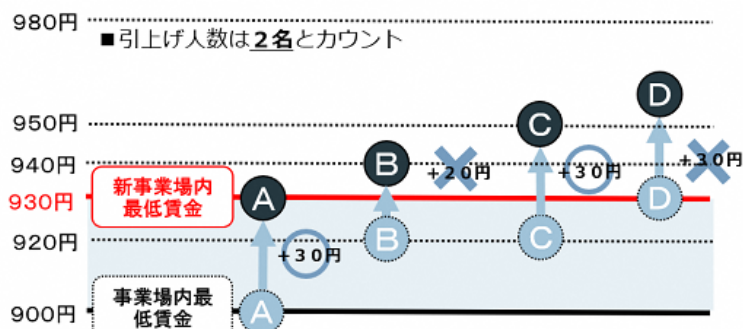 980円
■引上げ人数は2名とカウント
950円
940円
930円
920円
900円
新事業場内
最低賃金
事業場内最
低賃金
A
B
C
D
A
B
C
D
+30円
+20円
+30円
+30円